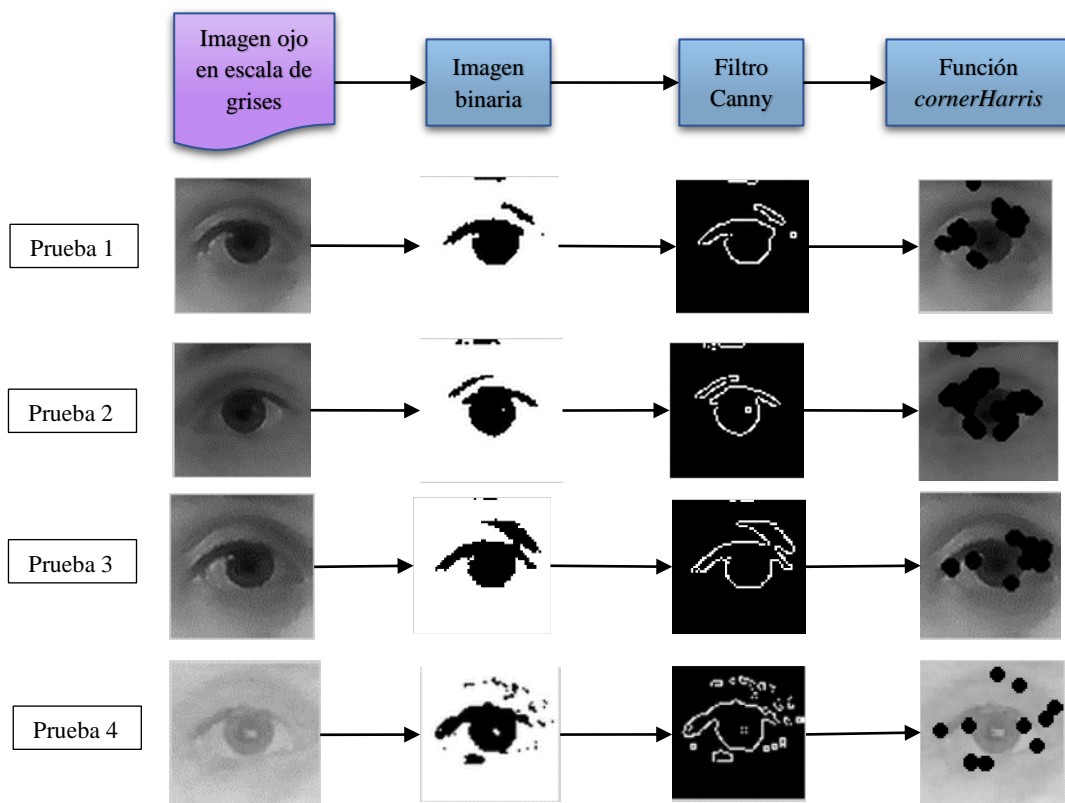 Imagen ojo
en escala de
grises
Imagen
binaria
Filtro
Canny
Función
cornerHarris
Prueba 1
Prueba 2
Prueba 3
Prueba 4